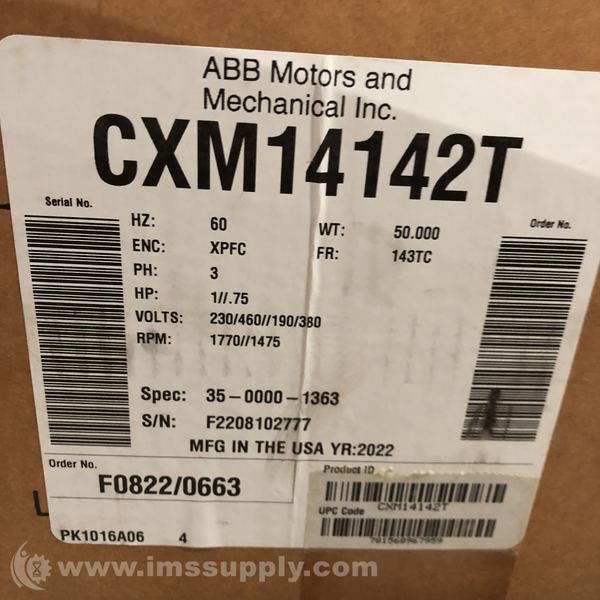 ABB Motors and
Mechanical Inc.
CXM14142T
Serial No.
Order No.
HZ: 60
WT: 50.000
ENC: XPFC
FR: 143TC
PH: 3
HP: 1//.75
VOLTS: 230/460//190/380
RPM: 1770//1475
Spec: 35-0000-1363
S/N: F2208102777
MFG IN THE USA YR:2022
Order No.
F0822/0663
Product ID
CXM14142T
UPC Code
781568967959
PK1016A06 4
www.imssupply.com